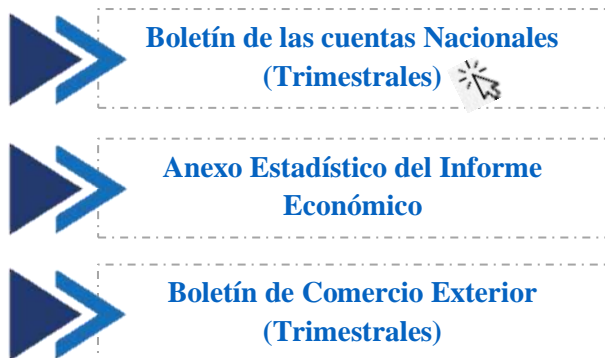 Boletín de las cuentas Nacionales
(Trimestrales)
Anexo Estadístico del Informe
Económico
Boletín de Comercio Exterior
(Trimestrales)